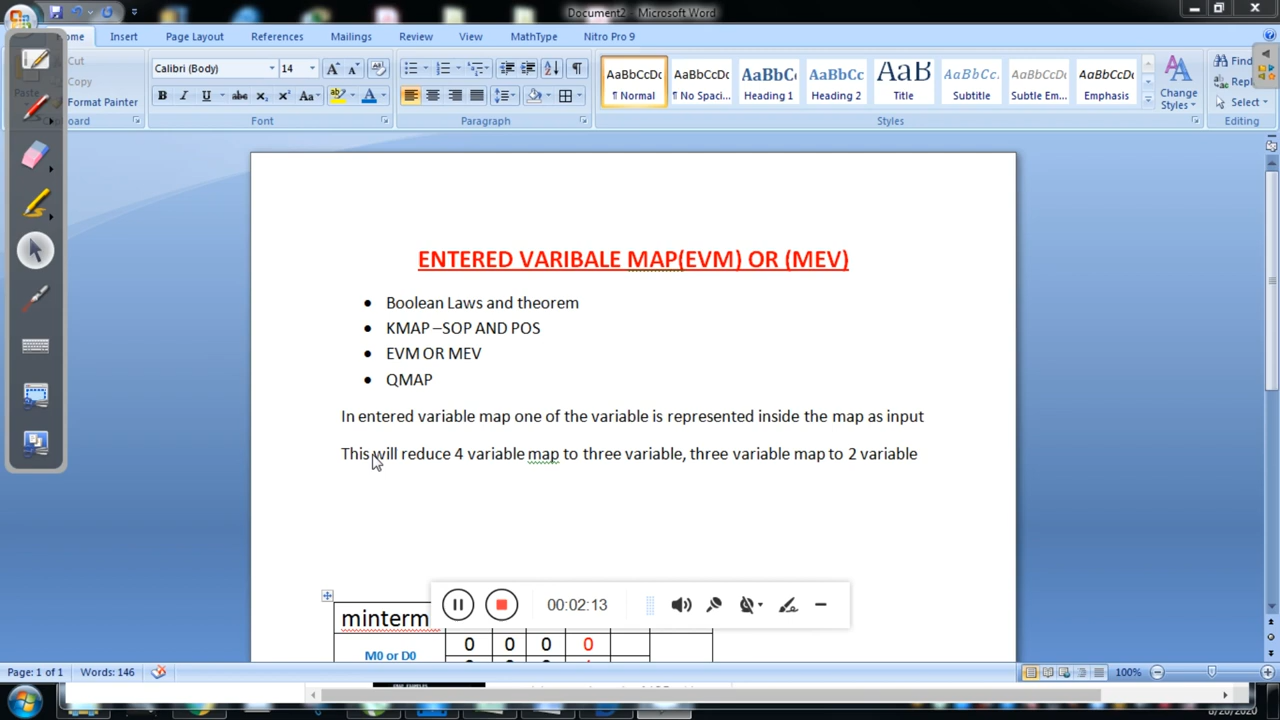 Document2 - Microsoft Word
Home Insert Page Layout References Mailings Review View MathType Nitro Pro 9
Cut
Copy
Paste
Format Painter
Calibri (Body) 14
AaBbCcDc AaBbCcDc AaBbC AaBbCc AaB AaBbCc. AaBbCcDc AaBbCcDc
¶ Normal ¶ No Spaci... Heading 1 Heading 2 Title Subtitle Subtle Em... Emphasis
Change Styles
Find
Repl
Select
Font Paragraph Styles Editing
ENTERED VARIBALE MAP(EVM) OR (MEV)
• Boolean Laws and theorem
• KMAP –SOP AND POS
• EVM OR MEV
• QMAP
In entered variable map one of the variable is represented inside the map as input
This will reduce 4 variable map to three variable, three variable map to 2 variable
00:02:13
minterm
M0 or D0 0 0 0 0
Page: 1 of 1 Words: 146 100%
8/28/2020